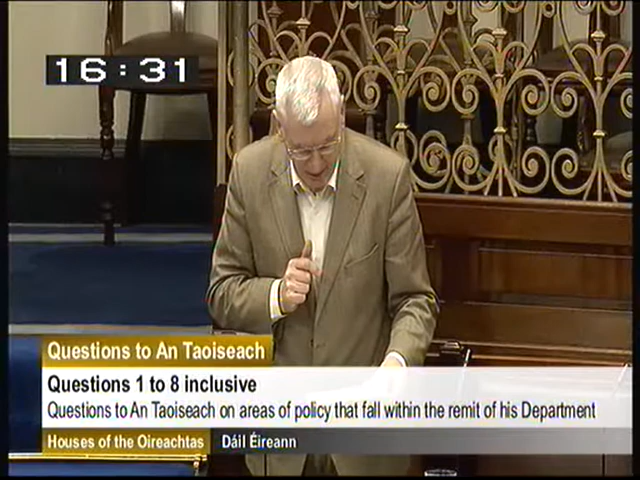 16:31
Questions to An Taoiseach
Questions 1 to 8 inclusive
Questions to An Taoiseach on areas of policy that fall within the remit of his Department
Houses of the Oireachtas Dáil Éireann